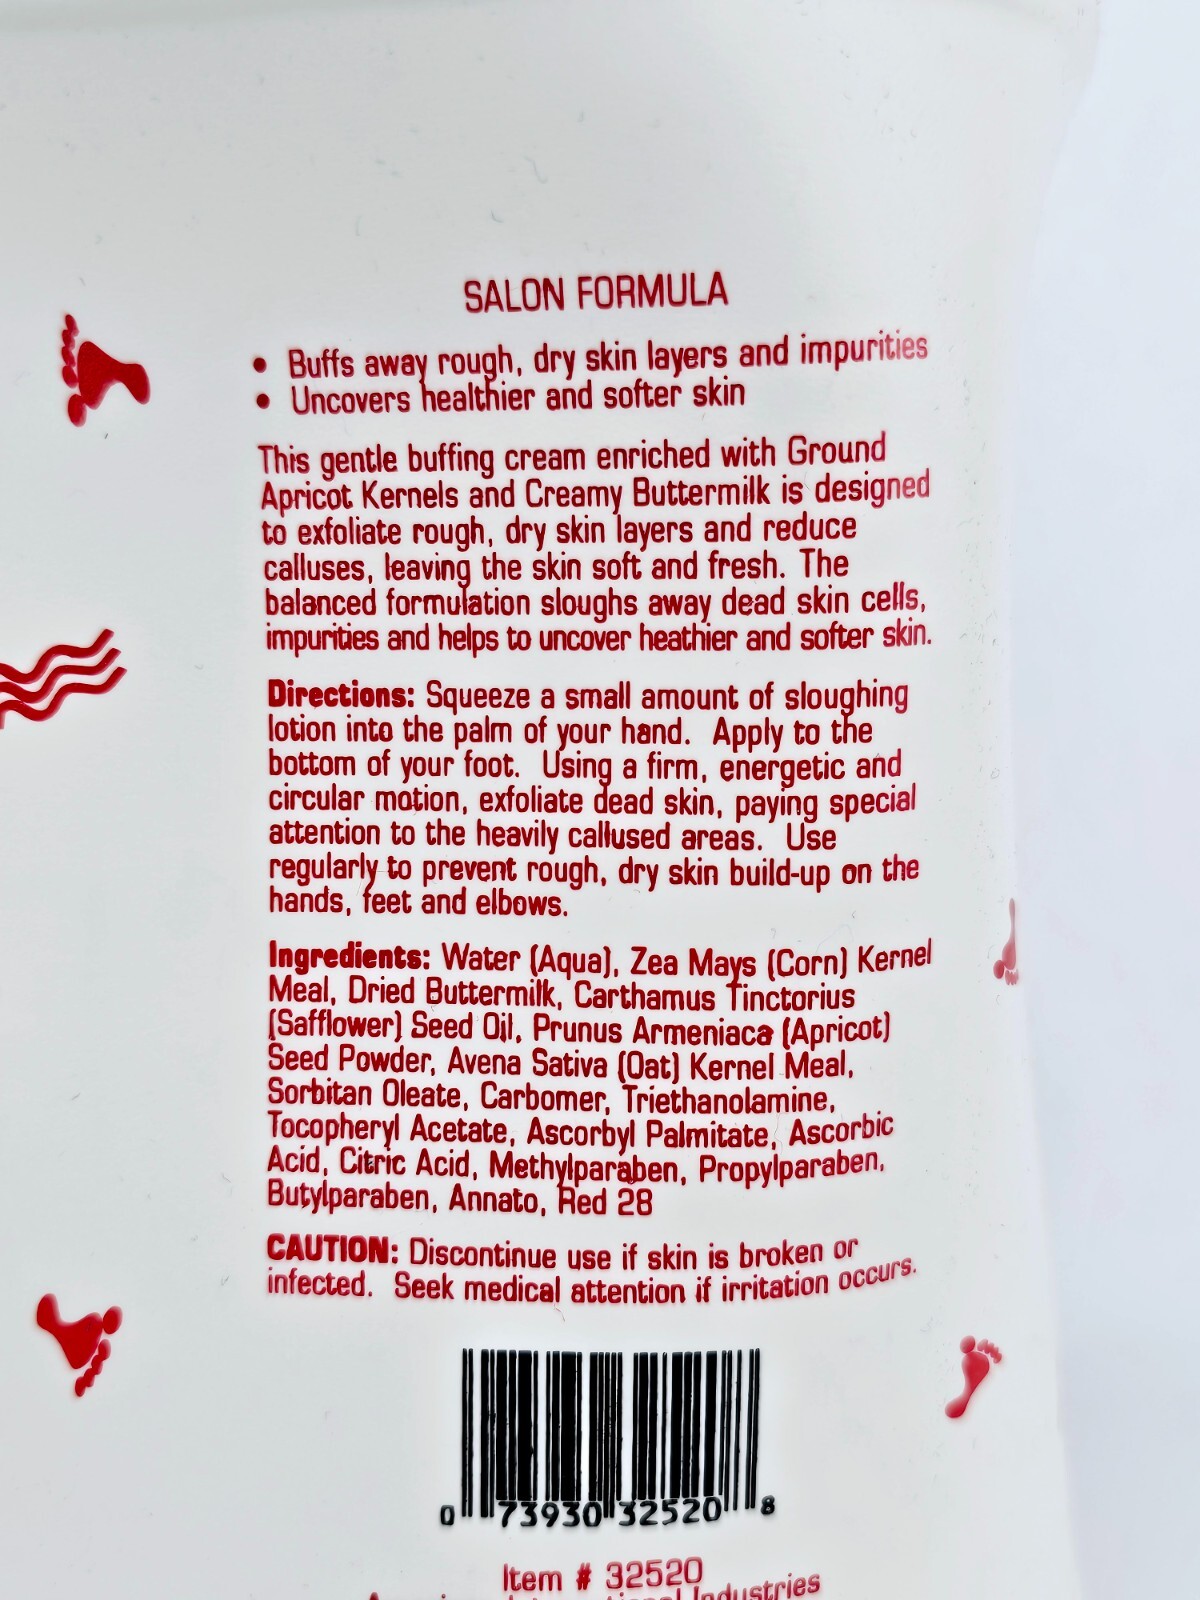 SALON FORMULA
• Buffs away rough, dry skin layers and impurities
• Uncovers healthier and softer skin
This gentle buffing cream enriched with Ground
Apricot Kernels and Creamy Buttermilk is designed
to exfoliate rough, dry skin layers and reduce
calluses, leaving the skin soft and fresh. The
balanced formulation sloughs away dead skin cells,
impurities and helps to uncover heathier and softer skin.
Directions: Squeeze a small amount of sloughing
lotion into the palm of your hand. Apply to the
bottom of your foot. Using a firm, energetic and
circular motion, exfoliate dead skin, paying special
attention to the heavily callused areas. Use
regularly to prevent rough, dry skin build-up on the
hands, feet and elbows.
Ingredients: Water (Aqua), Zea Mays (Corn) Kernel
Meal, Dried Buttermilk, Carthamus Tinctorius
(Safflower) Seed Oil, Prunus Armeniaca (Apricot)
Seed Powder, Avena Sativa (Oat) Kernel Meal,
Sorbitan Oleate, Carbomer, Triethanolamine,
Tocopheryl Acetate, Ascorbyl Palmitate, Ascorbic
Acid, Citric Acid, Methylparaben, Propylparaben,
Butylparaben, Annato, Red 28
CAUTION: Discontinue use if skin is broken or
infected. Seek medical attention if irritation occurs.
0 73930 32520 8
Item # 32520
International Industries